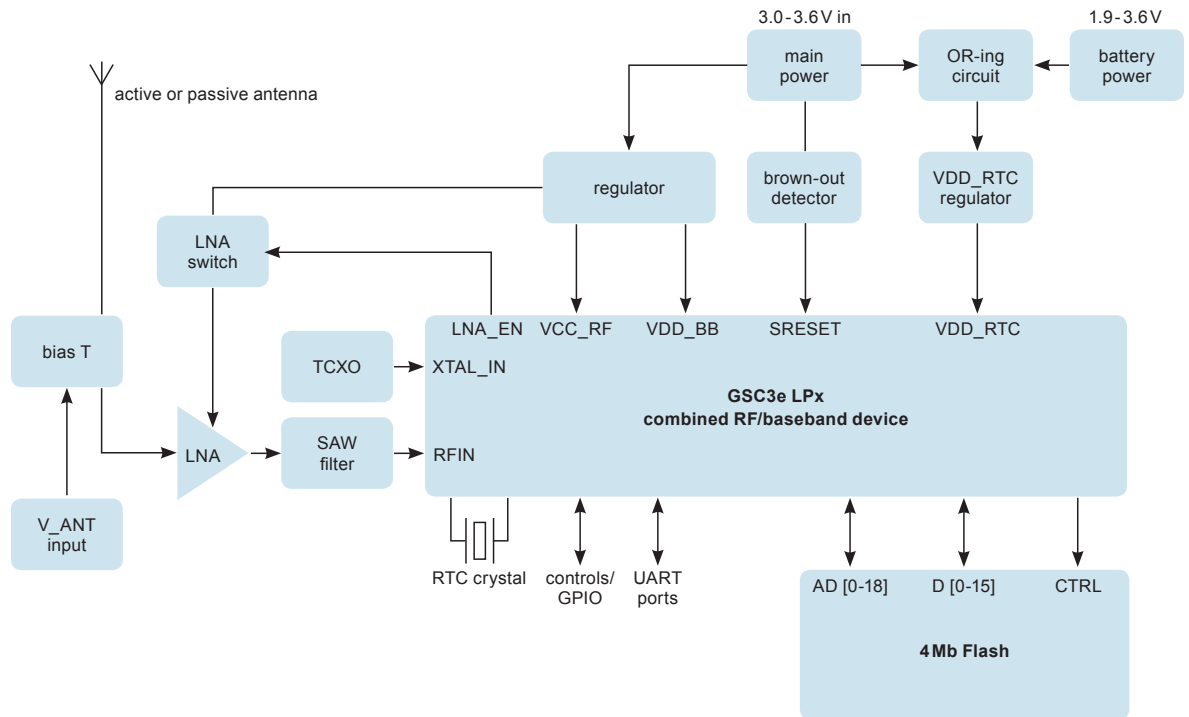 3.0-3.6V in
1.9-3.6V
main
power
OR-ing
circuit
battery
power
active or passive antenna
regulator
brown-out
detector
VDD_RTC
regulator
LNA
switch
LNA_EN
VCC_RF
VDD_BB
SRESET
VDD_RTC
bias T
TCXO
XTAL_IN
GSC3e LPx
combined RF/baseband device
LNA
SAW
filter
RFIN
V_ANT
input
RTC crystal
controls/
GPIO
UART
ports
AD [0-18]
D [0-15]
CTRL
4Mb Flash